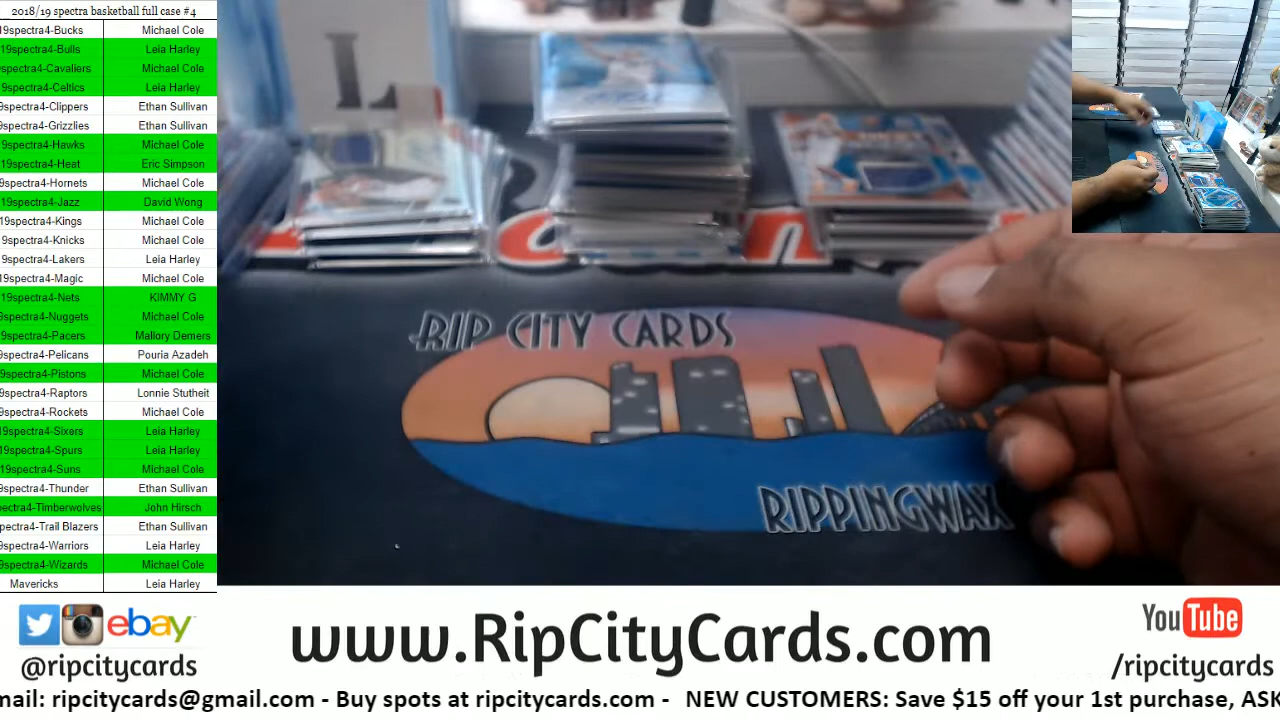 2018/19 spectra basketball full case #4
19spectra4-Bucks Michael Cole
19spectra4-Bulls Leia Harley
spectra4-Cavaliers Michael Cole
9spectra4-Celtics Leia Harley
9spectra4-Clippers Ethan Sullivan
9spectra4-Grizzlies Ethan Sullivan
9spectra4-Hawks Michael Cole
19spectra4-Heat Eric Simpson
9spectra4-Hornets Michael Cole
19spectra4-Jazz David Wong
19spectra4-Kings Michael Cole
9spectra4-Knicks Michael Cole
9spectra4-Lakers Leia Harley
19spectra4-Magic Michael Cole
19spectra4-Nets KIMMY G
9spectra4-Nuggets Michael Cole
9spectra4-Pacers Mallory Demers
9spectra4-Pelicans Pouria Azadeh
9spectra4-Pistons Michael Cole
9spectra4-Raptors Lonnie Stutheit
9spectra4-Rockets Michael Cole
19spectra4-Sixers Leia Harley
19spectra4-Spurs Leia Harley
19spectra4-Suns Michael Cole
9spectra4-Thunder Ethan Sullivan
pectra4-Timberwolves John Hirsch
pectra4-Trail Blazers Ethan Sullivan
9spectra4-Warriors Leia Harley
9spectra4-Wizards Michael Cole
Mavericks Leia Harley
L
RIP CITY CARDS
RIPPINGWAX
ebay
@ripcitycards
www.RipCityCards.com
YouTube
/ripcitycards
mail: ripcitycards@gmail.com - Buy spots at ripcitycards.com - NEW CUSTOMERS: Save $15 off your 1st purchase, ASK